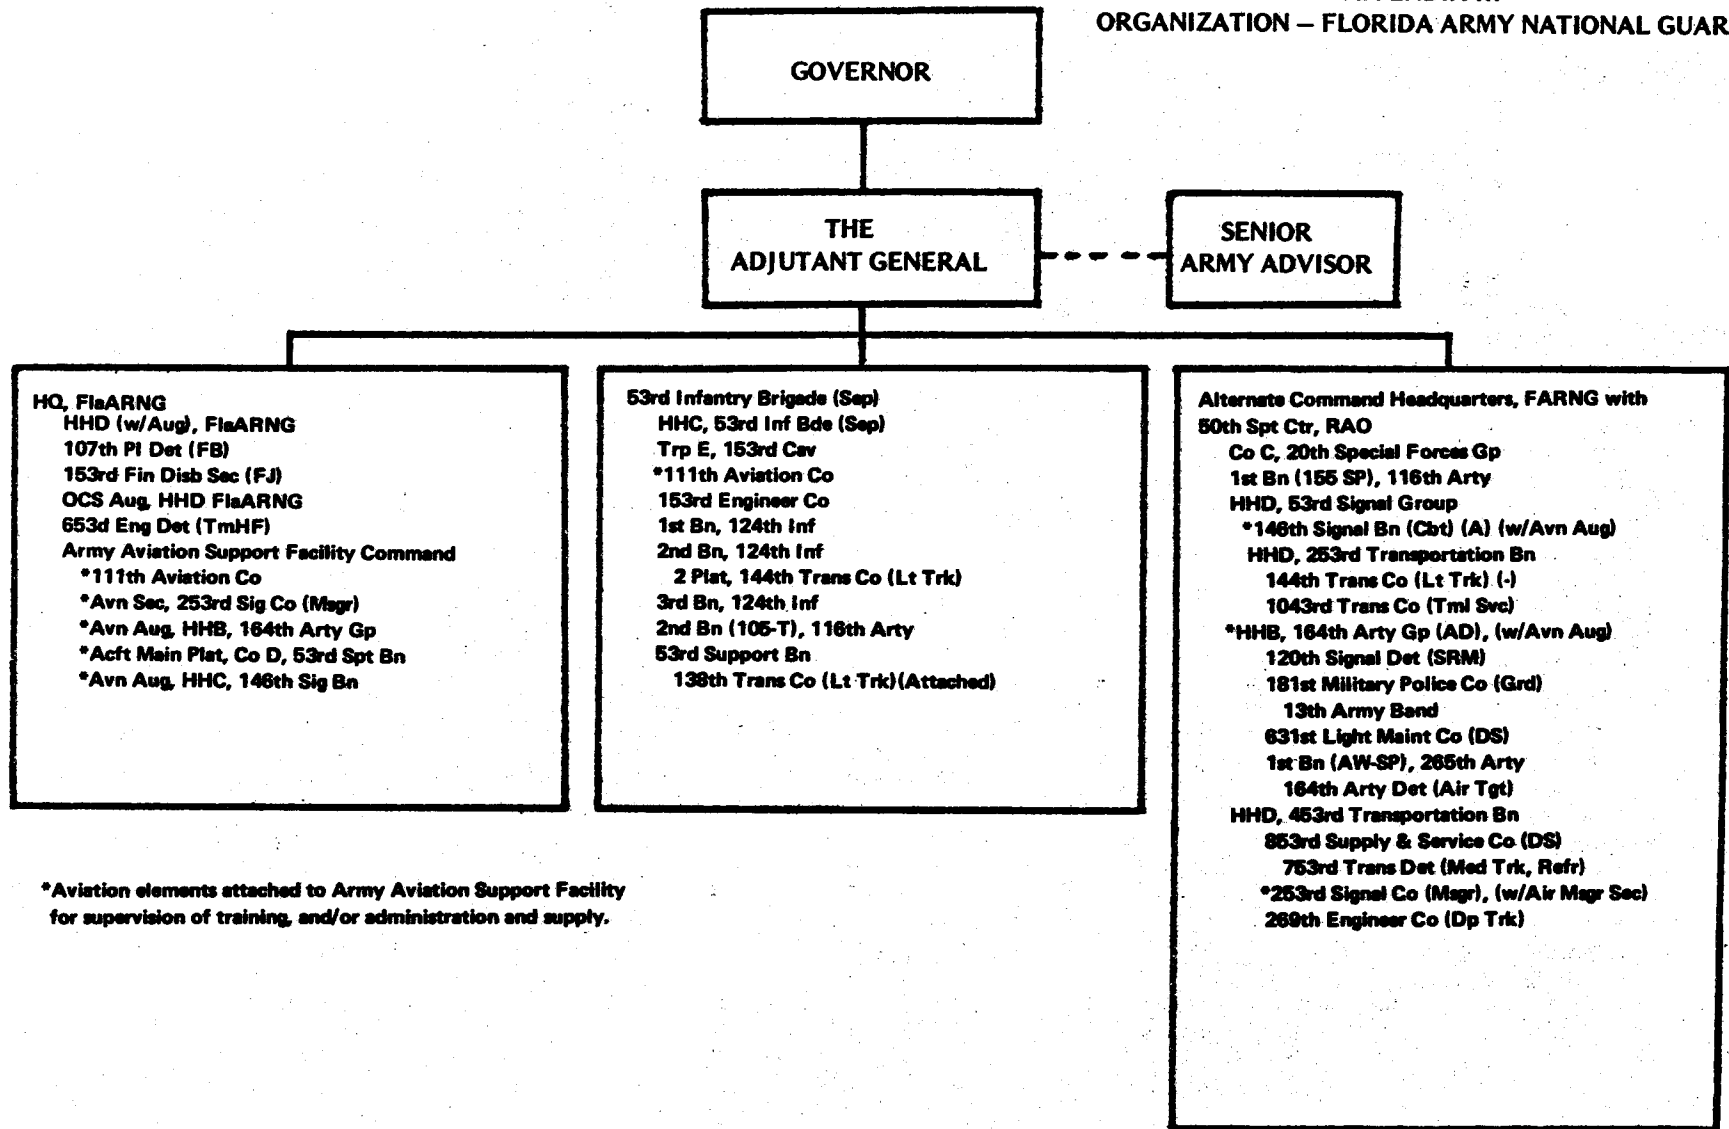 ORGANIZATION – FLORIDA ARMY NATIONAL GUAR
GOVERNOR
THE
ADJUTANT GENERAL
SENIOR
ARMY ADVISOR
HQ, FlaARNG
HHD (w/Aug), FlaARNG
107th PI Det (FB)
153rd Fin Disb Sec (FJ)
OCS Aug, HHD FlaARNG
653d Eng Det (TmHF)
Army Aviation Support Facility Command
*111th Aviation Co
*Avn Sec, 253rd Sig Co (Msgr)
*Avn Aug, HHB, 164th Arty Gp
*Acft Main Plat, Co D, 53rd Spt Bn
*Avn Aug, HHC, 146th Sig Bn
53rd Infantry Brigade (Sep)
HHC, 53rd Inf Bde (Sep)
Trp E, 153rd Cav
*111th Aviation Co
153rd Engineer Co
1st Bn, 124th Inf
2nd Bn, 124th Inf
2 Plat, 144th Trans Co (Lt Trk)
3rd Bn, 124th Inf
2nd Bn (105-T), 116th Arty
53rd Support Bn
138th Trans Co (Lt Trk)(Attached)
Alternate Command Headquarters, FARNG with
50th Spt Ctr, RAO
Co C, 20th Special Forces Gp
1st Bn (155 SP), 116th Arty
HHD, 53rd Signal Group
*146th Signal Bn (Cbt) (A) (w/Avn Aug)
HHD, 253rd Transportation Bn
144th Trans Co (Lt Trk) (-)
1043rd Trans Co (Tml Svc)
*HHB, 164th Arty Gp (AD), (w/Avn Aug)
120th Signal Det (SRM)
181st Military Police Co (Grd)
13th Army Band
631st Light Maint Co (DS)
1st Bn (AW-SP), 265th Arty
164th Arty Det (Air Tgt)
HHD, 453rd Transportation Bn
853rd Supply & Service Co (DS)
753rd Trans Det (Med Trk, Refr)
*253rd Signal Co (Msgr), (w/Air Msgr Sec)
269th Engineer Co (Dp Trk)
*Aviation elements attached to Army Aviation Support Facility
for supervision of training, and/or administration and supply.